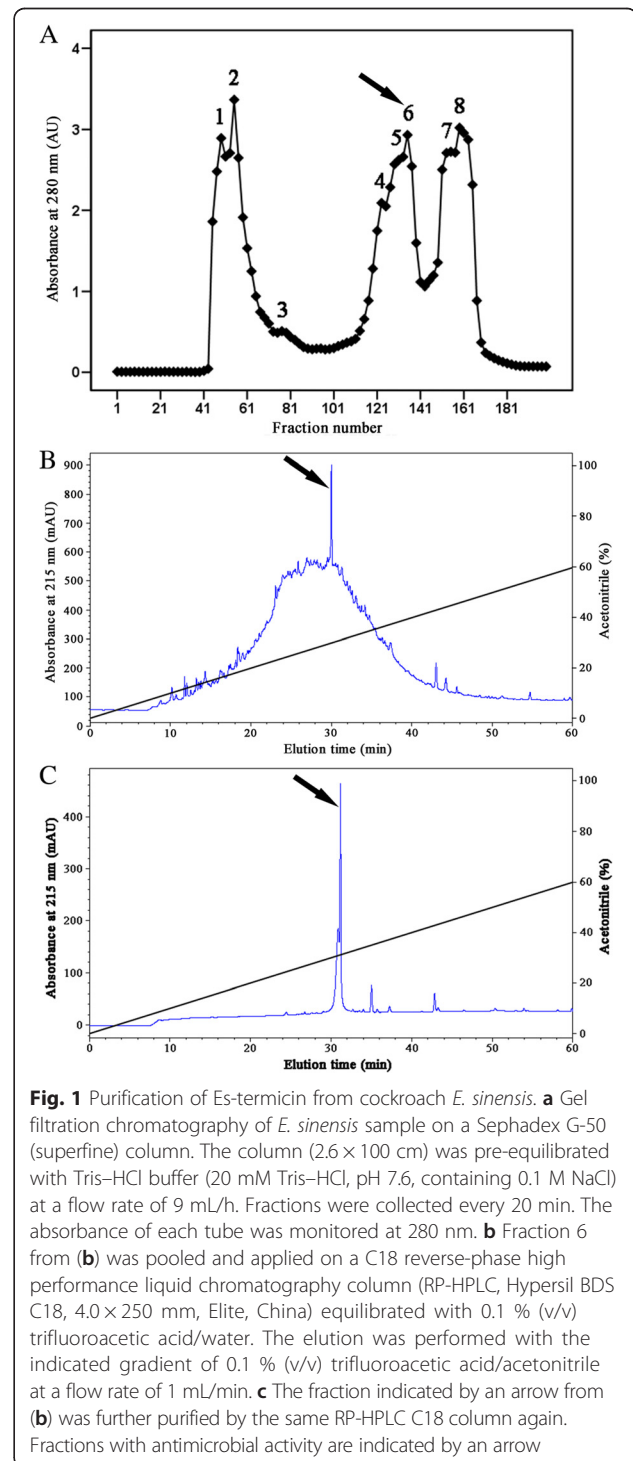 A
4
3
2
1
0
Absorbance at 280 nm (AU)
1
2
3
4
5
6
7
8
1 21 41 61 81 101 121 141 161 181
Fraction number
B
900
800
700
600
500
400
300
200
100
0
Absorbance at 215 nm (mAU)
100
80
60
40
20
0
Acetonitrile (%)
0 10 20 30 40 50 60
Elution time (min)
C
400
300
200
100
0
Absorbance at 215 nm (mAU)
100
80
60
40
20
0
Acetonitrile (%)
0 10 20 30 40 50 60
Elution time (min)
Fig. 1 Purification of Es-termicin from cockroach E. sinensis. a Gel
filtration chromatography of E. sinensis sample on a Sephadex G-50
(superfine) column. The column (2.6 × 100 cm) was pre-equilibrated
with Tris–HCl buffer (20 mM Tris–HCl, pH 7.6, containing 0.1 M NaCl)
at a flow rate of 9 mL/h. Fractions were collected every 20 min. The
absorbance of each tube was monitored at 280 nm. b Fraction 6
from (b) was pooled and applied on a C18 reverse-phase high
performance liquid chromatography column (RP-HPLC, Hypersil BDS
C18, 4.0 × 250 mm, Elite, China) equilibrated with 0.1 % (v/v)
trifluoroacetic acid/water. The elution was performed with the
indicated gradient of 0.1 % (v/v) trifluoroacetic acid/acetonitrile
at a flow rate of 1 mL/min. c The fraction indicated by an arrow from
(b) was further purified by the same RP-HPLC C18 column again.
Fractions with antimicrobial activity are indicated by an arrow